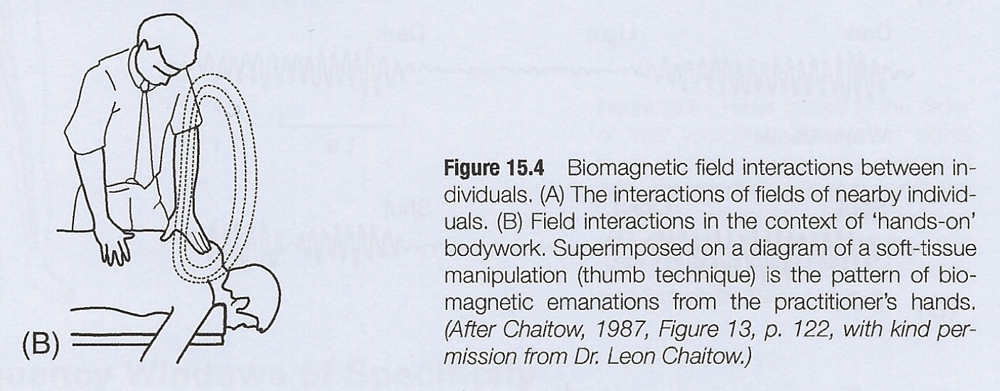 Figure 15.4 Biomagnetic field interactions between in-
dividuals. (A) The interactions of fields of nearby individ-
uals. (B) Field interactions in the context of ‘hands-on’
bodywork. Superimposed on a diagram of a soft-tissue
manipulation (thumb technique) is the pattern of bio-
magnetic emanations from the practitioner’s hands.
(After Chaitow, 1987, Figure 13, p. 122, with kind per-
mission from Dr. Leon Chaitow.)
(B)